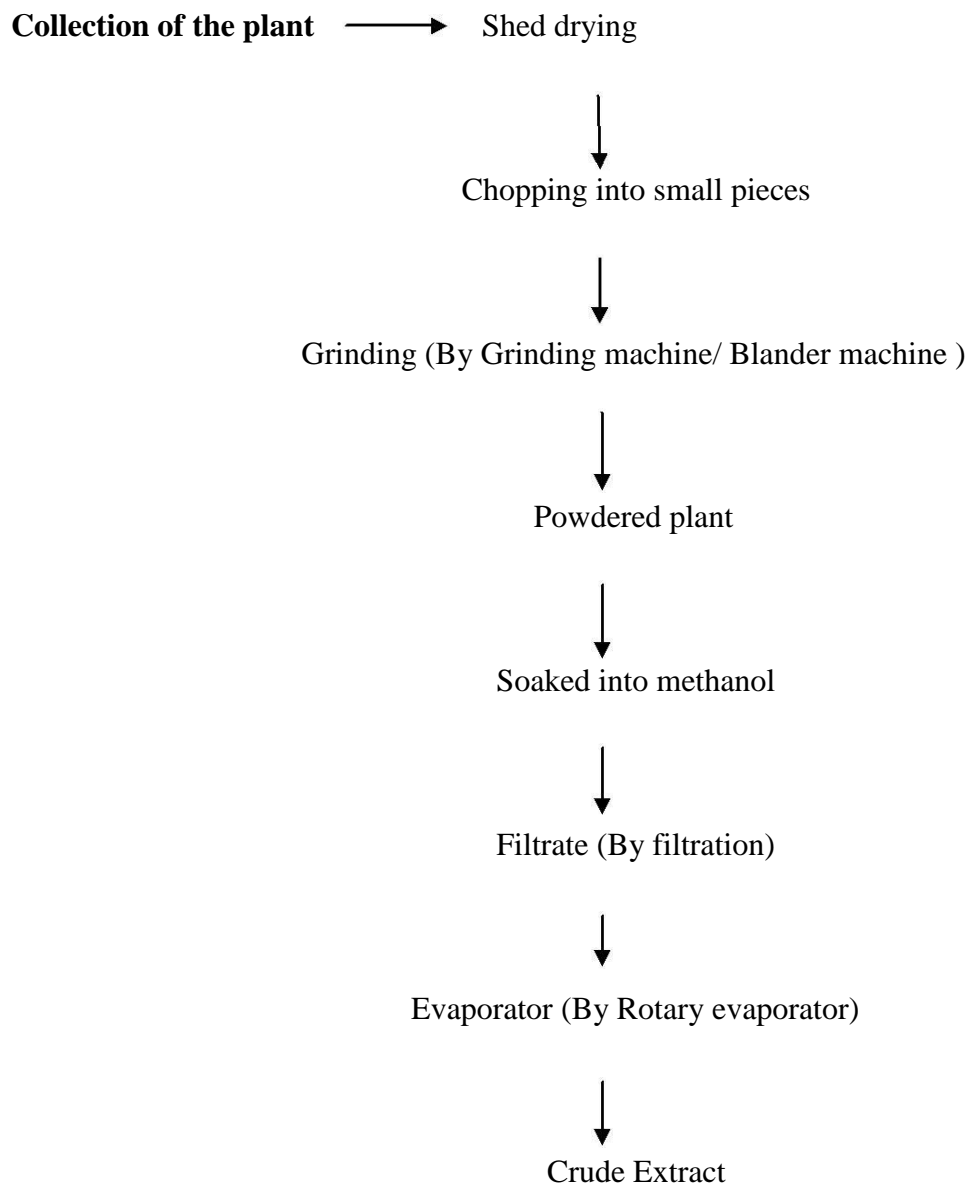 Collection of the plant Shed drying
Chopping into small pieces
Grinding (By Grinding machine/ Blander machine )
Powdered plant
Soaked into methanol
Filtrate (By filtration)
Evaporator (By Rotary evaporator)
Crude Extract